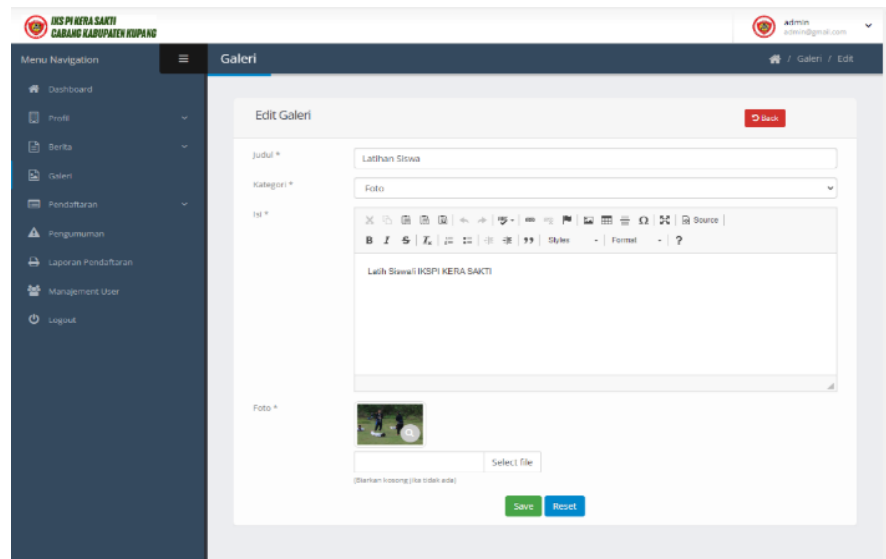 IKS PI KERA SAKTI
CABANG KABUPATEN KUPANG
admin
admin@gmail.com
Menu Navigation
Galeri
/ Galeri / Edit
Dashboard
Profil
Berita
Galeri
Pendaftaran
Pengumuman
Laporan Pendaftaran
Manajement User
Logout
Edit Galeri
Back
Judul *
Latihan Siswa
Kategori *
Foto
Isi *
Source
B I S Tx Styles Format ?
Latih Siswali IKSPI KERA SAKTI
Foto *
Select file
(Biarkan kosong jika tidak ada)
Save Reset